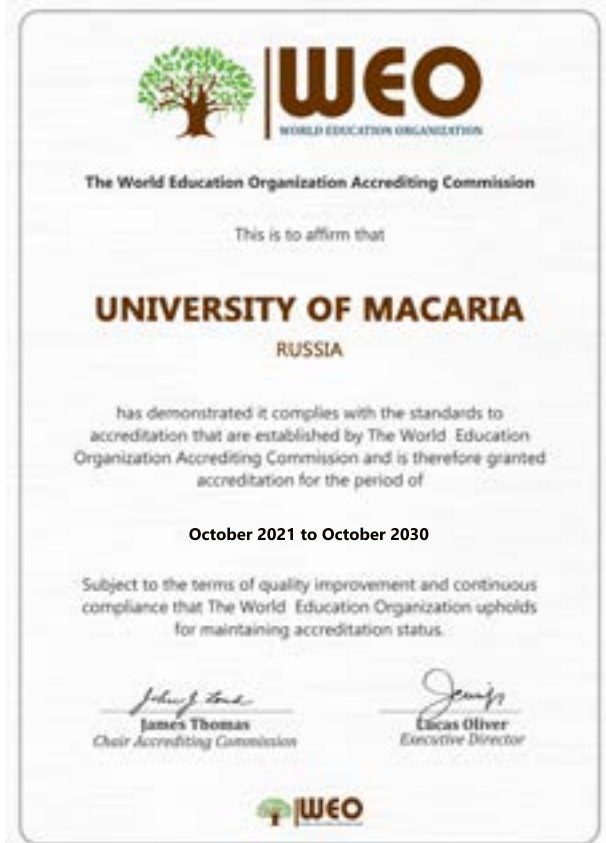 WEO
WORLD EDUCATION ORGANIZATION
The World Education Organization Accrediting Commission
This is to affirm that
UNIVERSITY OF MACARIA
RUSSIA
has demonstrated it complies with the standards to
accreditation that are established by The World Education
Organization Accrediting Commission and is therefore granted
accreditation for the period of
October 2021 to October 2030
Subject to the terms of quality improvement and continuous
compliance that The World Education Organization upholds
for maintaining accreditation status.
James Thomas
Chair Accrediting Commission
Lucas Oliver
Executive Director
WEO